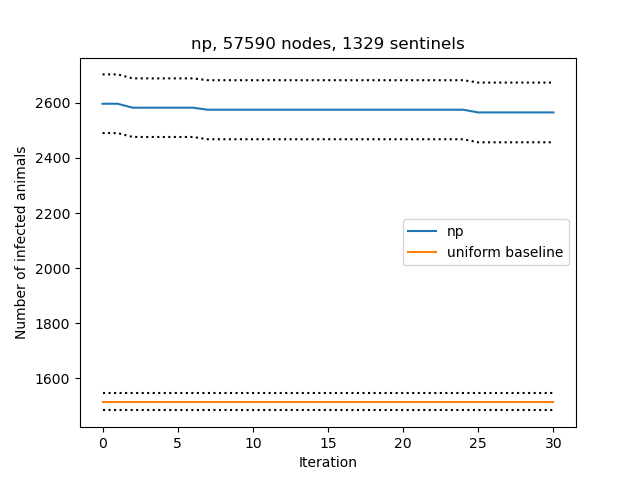 np, 57590 nodes, 1329 sentinels
Number of infected animals
2600
2400
2200
2000
1800
1600
np
uniform baseline
0 5 10 15 20 25 30
Iteration